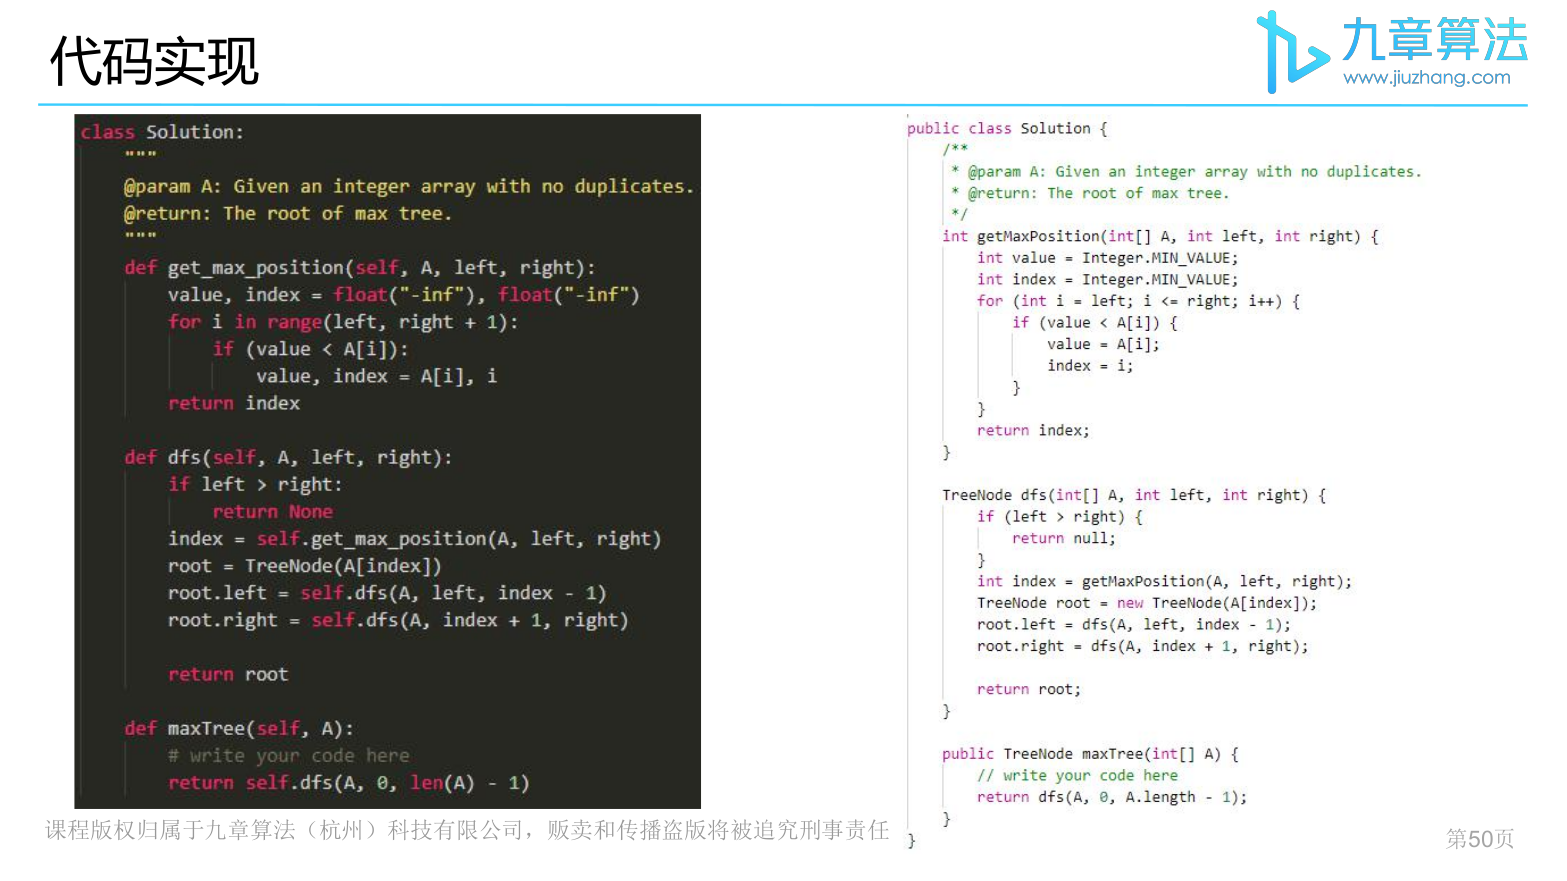 代码实现
九章算法
www.jiuzhang.com
class Solution:
    """
    @param A: Given an integer array with no duplicates.
    @return: The root of max tree.
    """
    def get_max_position(self, A, left, right):
        value, index = float("-inf"), float("-inf")
        for i in range(left, right + 1):
            if (value < A[i]):
                value, index = A[i], i
        return index

    def dfs(self, A, left, right):
        if left > right:
            return None
        index = self.get_max_position(A, left, right)
        root = TreeNode(A[index])
        root.left = self.dfs(A, left, index - 1)
        root.right = self.dfs(A, index + 1, right)

        return root

    def maxTree(self, A):
        # write your code here
        return self.dfs(A, 0, len(A) - 1)
public class Solution {
    /**
     * @param A: Given an integer array with no duplicates.
     * @return: The root of max tree.
     */
    int getMaxPosition(int[] A, int left, int right) {
        int value = Integer.MIN_VALUE;
        int index = Integer.MIN_VALUE;
        for (int i = left; i <= right; i++) {
            if (value < A[i]) {
                value = A[i];
                index = i;
            }
        }
        return index;
    }

    TreeNode dfs(int[] A, int left, int right) {
        if (left > right) {
            return null;
        }
        int index = getMaxPosition(A, left, right);
        TreeNode root = new TreeNode(A[index]);
        root.left = dfs(A, left, index - 1);
        root.right = dfs(A, index + 1, right);

        return root;
    }

    public TreeNode maxTree(int[] A) {
        // write your code here
        return dfs(A, 0, A.length - 1);
    }
}
课程版权归属于九章算法（杭州）科技有限公司，贩卖和传播盗版将被追究刑事责任
第50页